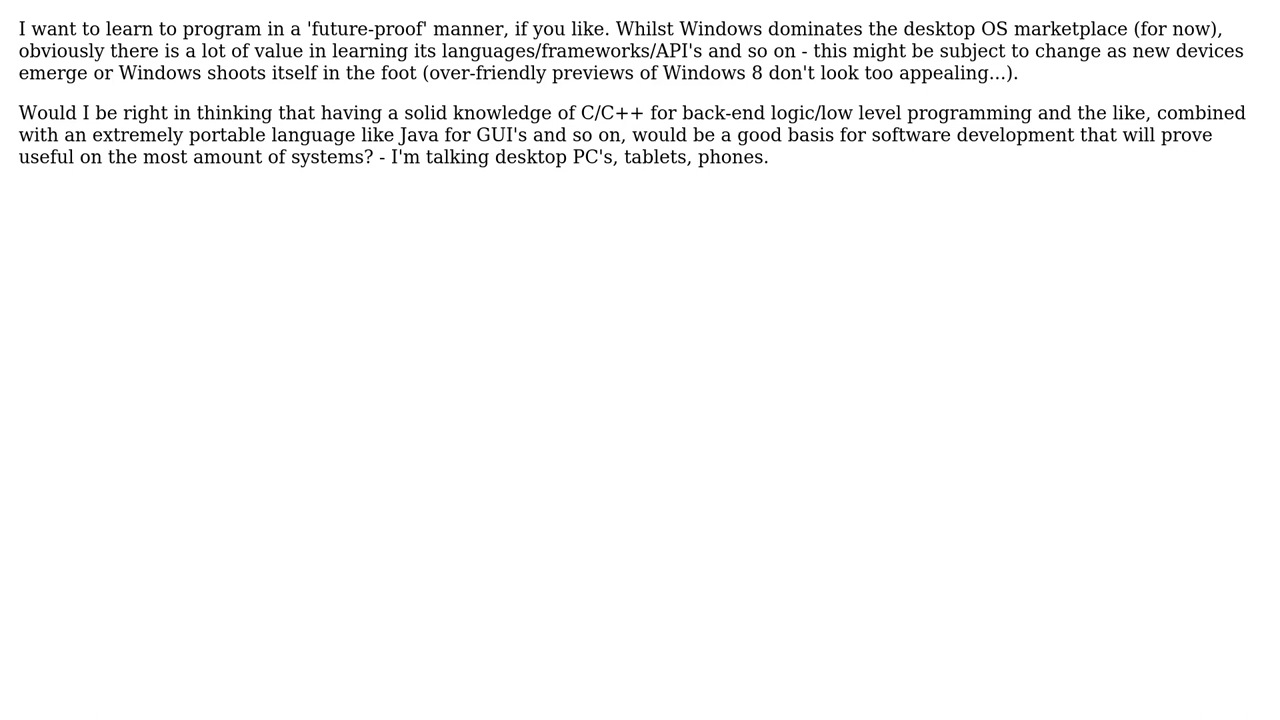 I want to learn to program in a 'future-proof' manner, if you like. Whilst Windows dominates the desktop OS marketplace (for now),
obviously there is a lot of value in learning its languages/frameworks/API's and so on - this might be subject to change as new devices
emerge or Windows shoots itself in the foot (over-friendly previews of Windows 8 don't look too appealing...).
Would I be right in thinking that having a solid knowledge of C/C++ for back-end logic/low level programming and the like, combined
with an extremely portable language like Java for GUI's and so on, would be a good basis for software development that will prove
useful on the most amount of systems? - I'm talking desktop PC's, tablets, phones.